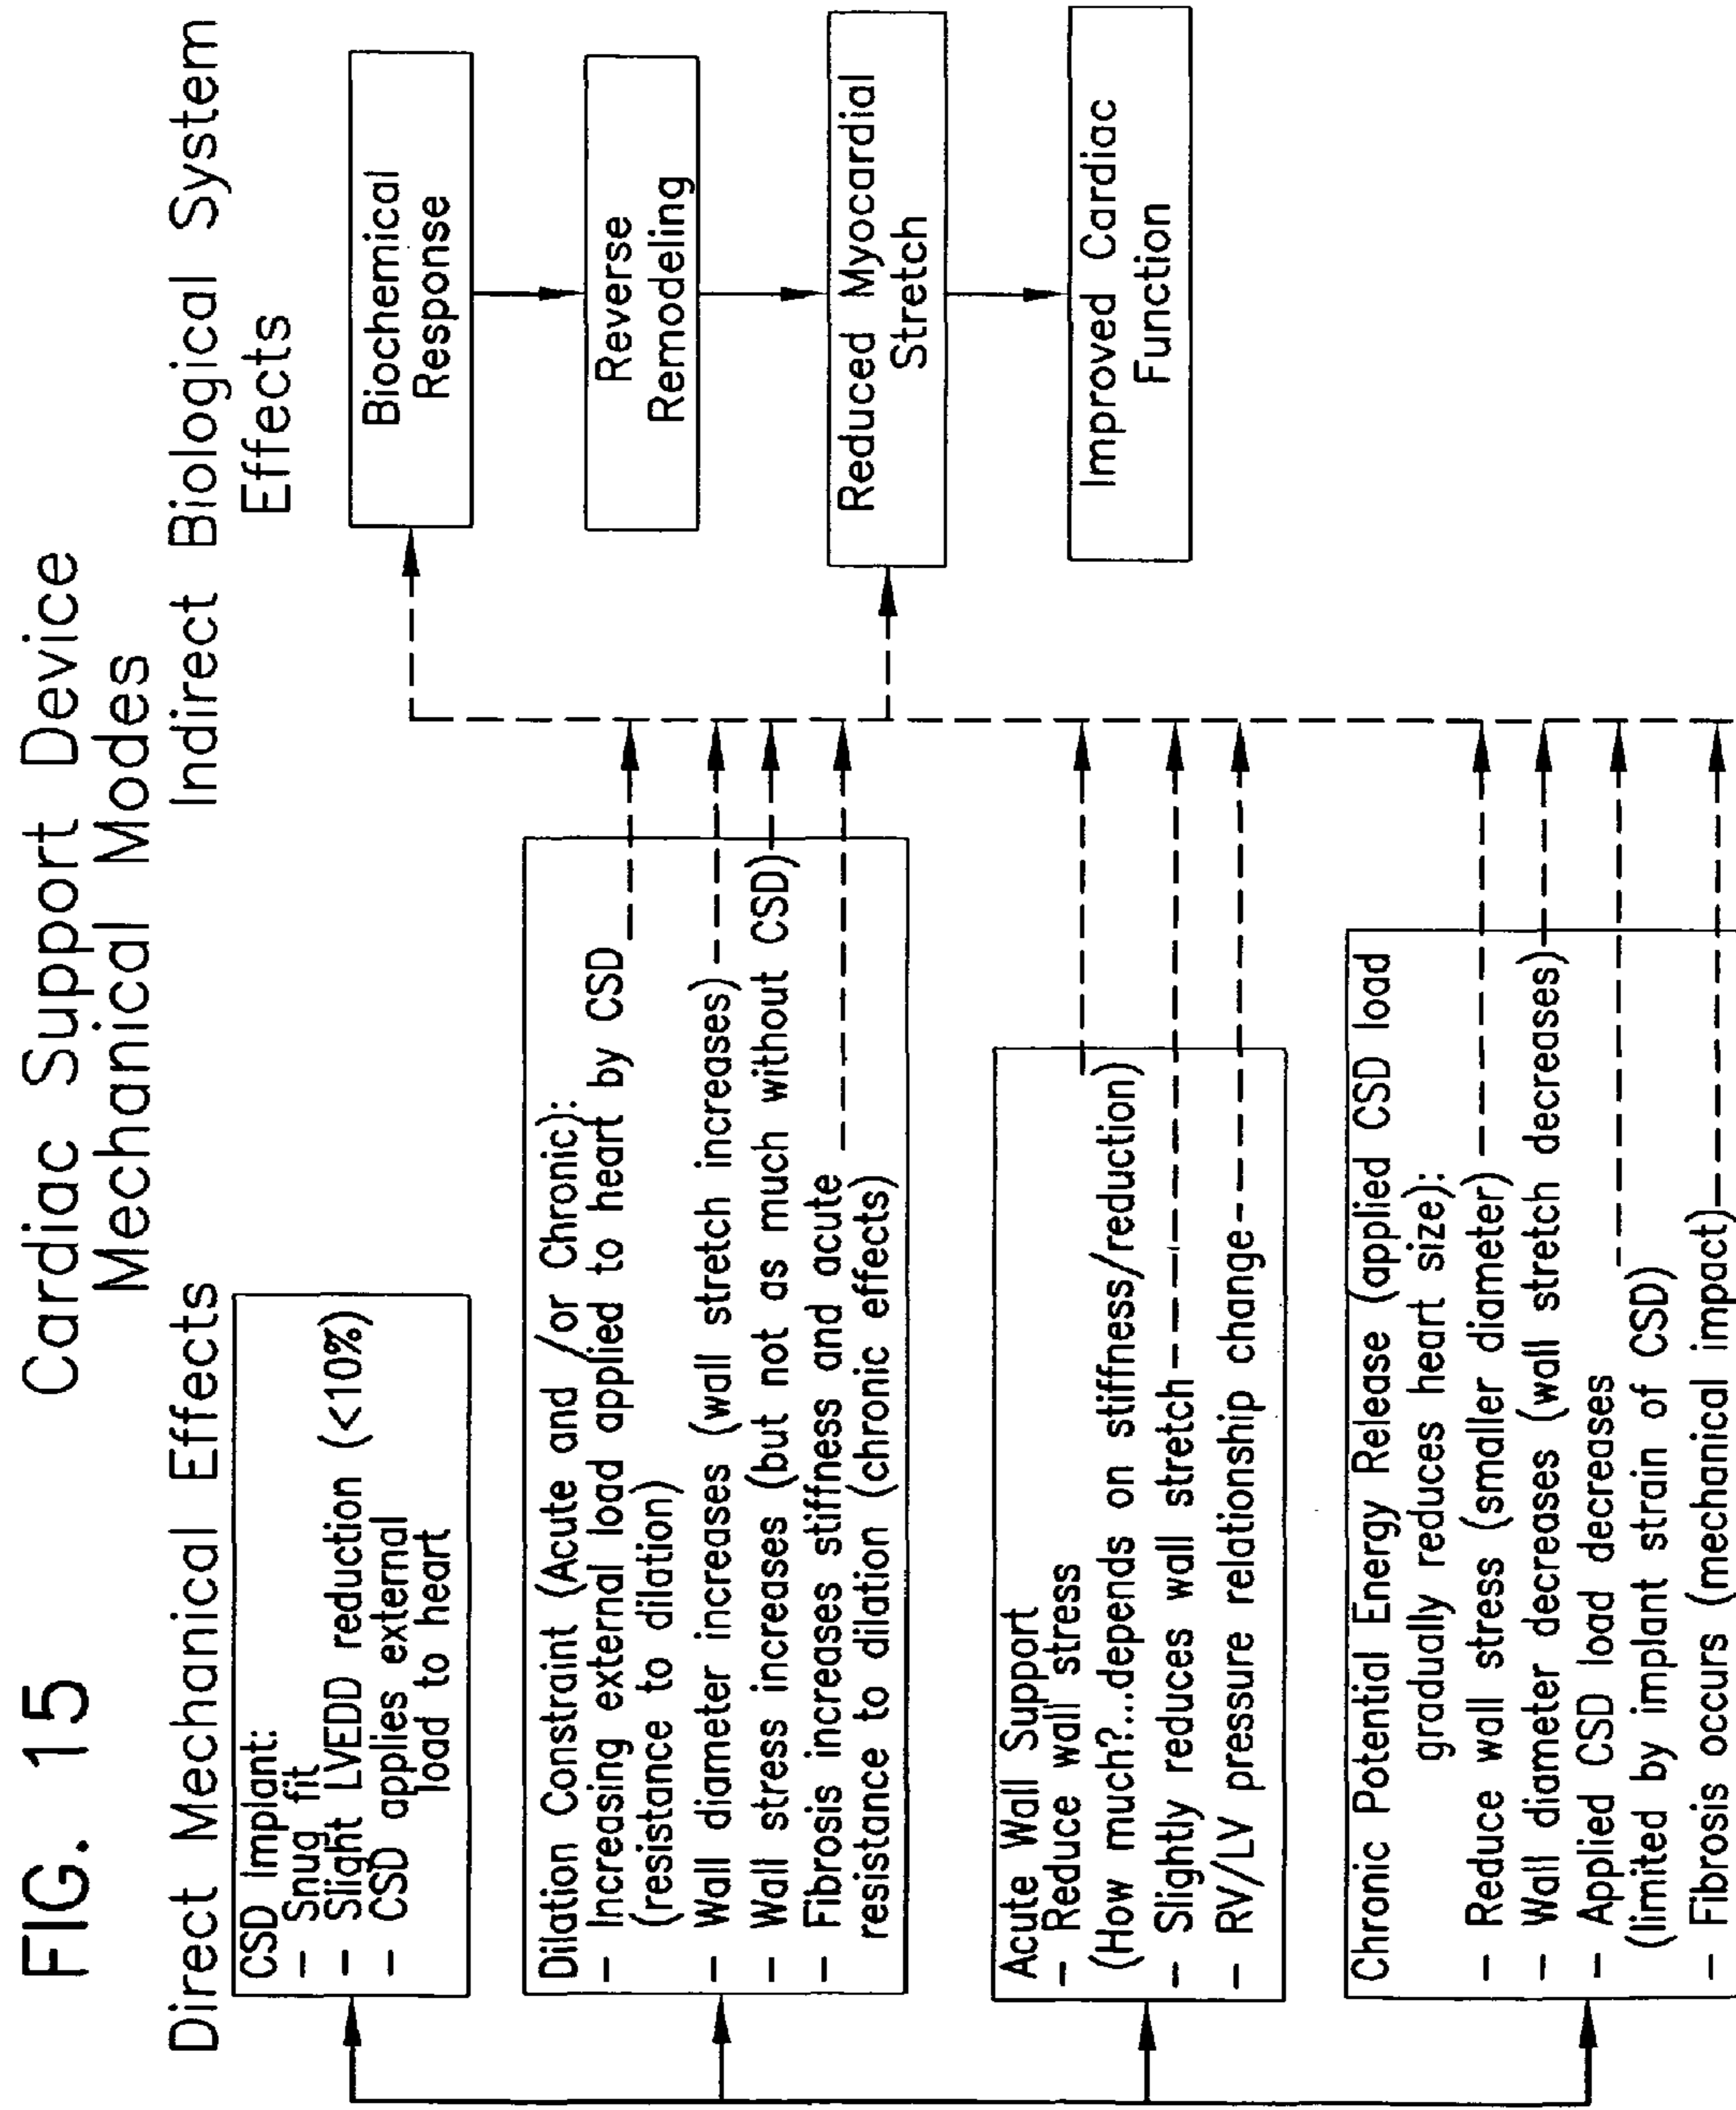 FIG. 15
Cardiac Support Device
Mechanical Modes
Direct Mechanical Effects
CSD Implant:
- Snug fit
- Slight LVEDD reduction (<10%)
- CSD applies external
load to heart
Dilation Constraint (Acute and /or Chronic):
- Increasing external load applied to heart by CSD
(resistance to dilation)
- Wall diameter increases (wall stretch increases)
- Wall stress increases (but not as much without CSD)
- Fibrosis increases stiffness and acute
resistance to dilation (chronic effects)
Acute Wall Support
- Reduce wall stress
(How much?...depends on stiffness/reduction)
- Slightly reduces wall stretch
- RV/LV pressure relationship change
Chronic Potential Energy Release (applied CSD load
gradually reduces heart size):
- Reduce wall stress (smaller diameter)
- Wall diameter decreases (wall stretch decreases)
- Applied CSD load decreases
(limited by implant strain of CSD)
- Fibrosis occurs (mechanical impact)
Indirect Biological System
Effects
Biochemical
Response
Reverse
Remodeling
Reduced Myocardial
Stretch
Improved Cardiac
Function